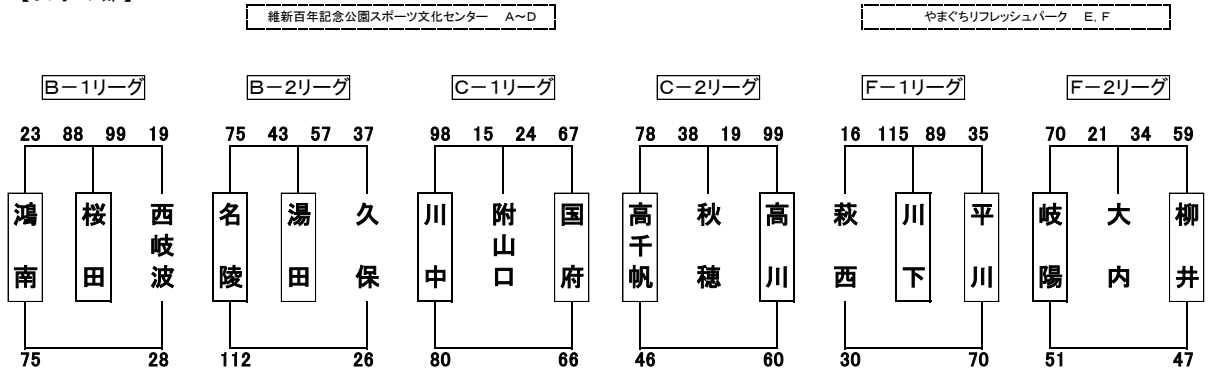 維新百年記念公園スポーツ文化センター　A～D
やまぐちリフレッシュパーク　E, F
B－1リーグ
B－2リーグ
C－1リーグ
C－2リーグ
F－1リーグ
F－2リーグ
23 88 99 19
75 43 57 37
98 15 24 67
78 38 19 99
16 115 89 35
70 21 34 59
鴻南
桜田
西岐波
名陵
湯田
久保
川中
附山口
国府
高千帆
秋穂
高川
萩西
川下
平川
岐陽
大内
柳井
75 28
112 26
80 66
46 60
30 70
51 47